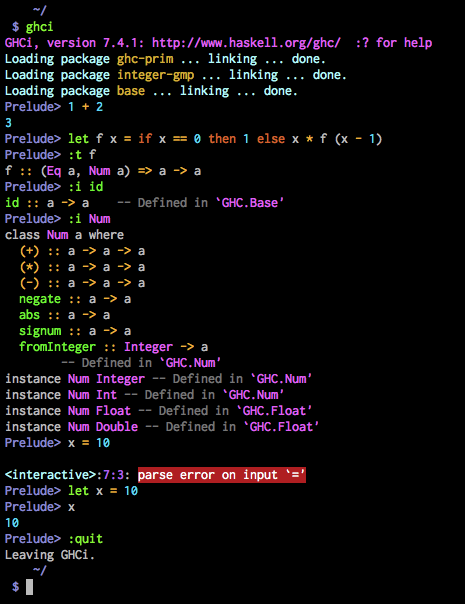 ~/
$ ghci
GHCi, version 7.4.1: http://www.haskell.org/ghc/  :? for help
Loading package ghc-prim ... linking ... done.
Loading package integer-gmp ... linking ... done.
Loading package base ... linking ... done.
Prelude> 1 + 2
3
Prelude> let f x = if x == 0 then 1 else x * f (x - 1)
Prelude> :t f
f :: (Eq a, Num a) => a -> a
Prelude> :i id
id :: a -> a    -- Defined in `GHC.Base'
Prelude> :i Num
class Num a where
  (+) :: a -> a -> a
  (*) :: a -> a -> a
  (-) :: a -> a -> a
  negate :: a -> a
  abs :: a -> a
  signum :: a -> a
  fromInteger :: Integer -> a
        -- Defined in `GHC.Num'
instance Num Integer -- Defined in `GHC.Num'
instance Num Int -- Defined in `GHC.Num'
instance Num Float -- Defined in `GHC.Float'
instance Num Double -- Defined in `GHC.Float'
Prelude> x = 10
<interactive>:7:3: parse error on input `='
Prelude> let x = 10
Prelude> x
10
Prelude> :quit
Leaving GHCi.
~/
$